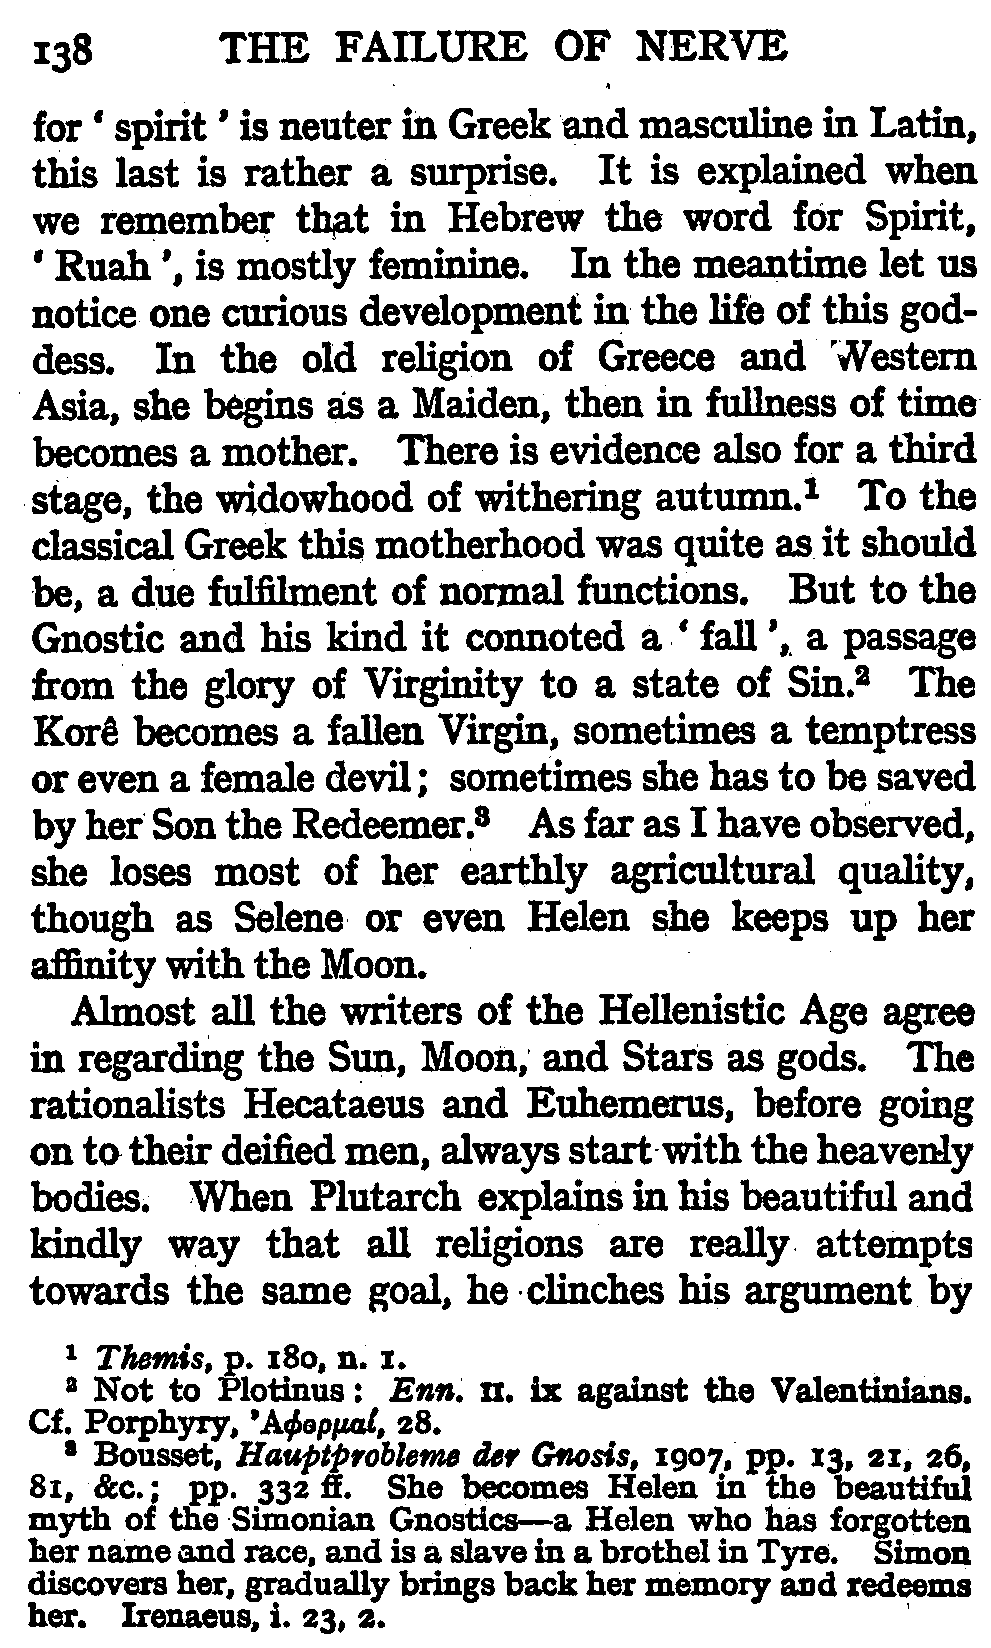 138 THE FAILURE OF NERVE
for ‘ spirit ’ is neuter in Greek and masculine in Latin,
this last is rather a surprise. It is explained when
we remember that in Hebrew the word for Spirit,
‘ Ruah ’, is mostly feminine. In the meantime let us
notice one curious development in the life of this god-
dess. In the old religion of Greece and Western
Asia, she begins as a Maiden, then in fullness of time
becomes a mother. There is evidence also for a third
stage, the widowhood of withering autumn.¹ To the
classical Greek this motherhood was quite as it should
be, a due fulfilment of normal functions. But to the
Gnostic and his kind it connoted a ‘ fall ’, a passage
from the glory of Virginity to a state of Sin.² The
Korê becomes a fallen Virgin, sometimes a temptress
or even a female devil; sometimes she has to be saved
by her Son the Redeemer.³ As far as I have observed,
she loses most of her earthly agricultural quality,
though as Selene or even Helen she keeps up her
affinity with the Moon.
Almost all the writers of the Hellenistic Age agree
in regarding the Sun, Moon, and Stars as gods. The
rationalists Hecataeus and Euhemerus, before going
on to their deified men, always start with the heavenly
bodies. When Plutarch explains in his beautiful and
kindly way that all religions are really attempts
towards the same goal, he clinches his argument by
¹ Themis, p. 180, n. 1.
² Not to Plotinus : Enn. II. ix against the Valentinians.
Cf. Porphyry, Ἀφορμαί, 28.
³ Bousset, Hauptprobleme der Gnosis, 1907, pp. 13, 21, 26,
81, &c.; pp. 332 ff. She becomes Helen in the beautiful
myth of the Simonian Gnostics—a Helen who has forgotten
her name and race, and is a slave in a brothel in Tyre. Simon
discovers her, gradually brings back her memory and redeems
her. Irenaeus, i. 23, 2.